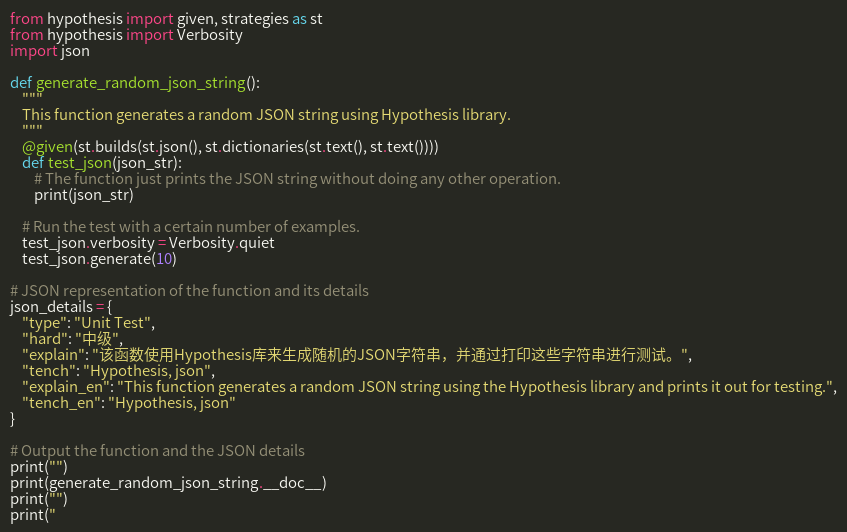 from hypothesis import given, strategies as st
from hypothesis import Verbosity
import json

def generate_random_json_string():
    """
    This function generates a random JSON string using Hypothesis library.
    """
    @given(st.builds(st.json(), st.dictionaries(st.text(), st.text())))
    def test_json(json_str):
        # The function just prints the JSON string without doing any other operation.
        print(json_str)

    # Run the test with a certain number of examples.
    test_json.verbosity = Verbosity.quiet
    test_json.generate(10)

# JSON representation of the function and its details
json_details = {
    "type": "Unit Test",
    "hard": "中级",
    "explain": "该函数使用Hypothesis库来生成随机的JSON字符串，并通过打印这些字符串进行测试。",
    "tench": "Hypothesis, json",
    "explain_en": "This function generates a random JSON string using the Hypothesis library and prints it out for testing.",
    "tench_en": "Hypothesis, json"
}

# Output the function and the JSON details
print("")
print(generate_random_json_string.__doc__)
print("")
print("